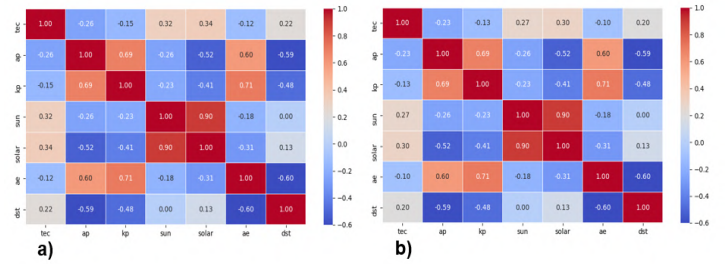 tec 1.00 -0.26 -0.15 0.32 0.34 -0.12 0.22
ap -0.26 1.00 0.69 -0.26 -0.52 0.60 -0.59
kp -0.15 0.69 1.00 -0.23 -0.41 0.71 -0.48
sun 0.32 -0.26 -0.23 1.00 0.90 -0.18 0.00
solar 0.34 -0.52 -0.41 0.90 1.00 -0.31 0.13
ae -0.12 0.60 0.71 -0.18 -0.31 1.00 -0.60
dst 0.22 -0.59 -0.48 0.00 0.13 -0.60 1.00
tec ap kp sun solar ae dst
1.0
0.8
0.6
0.4
0.2
0.0
-0.2
-0.4
-0.6
a)
tec 1.00 -0.23 -0.13 0.27 0.30 -0.10 0.20
ap -0.23 1.00 0.69 -0.26 -0.52 0.60 -0.59
kp -0.13 0.69 1.00 -0.23 -0.41 0.71 -0.48
sun 0.27 -0.26 -0.23 1.00 0.90 -0.18 0.00
solar 0.30 -0.52 -0.41 0.90 1.00 -0.31 0.13
ae -0.10 0.60 0.71 -0.18 -0.31 1.00 -0.60
dst 0.20 -0.59 -0.48 0.00 0.13 -0.60 1.00
tec ap kp sun solar ae dst
1.0
0.8
0.6
0.4
0.2
0.0
-0.2
-0.4
-0.6
b)